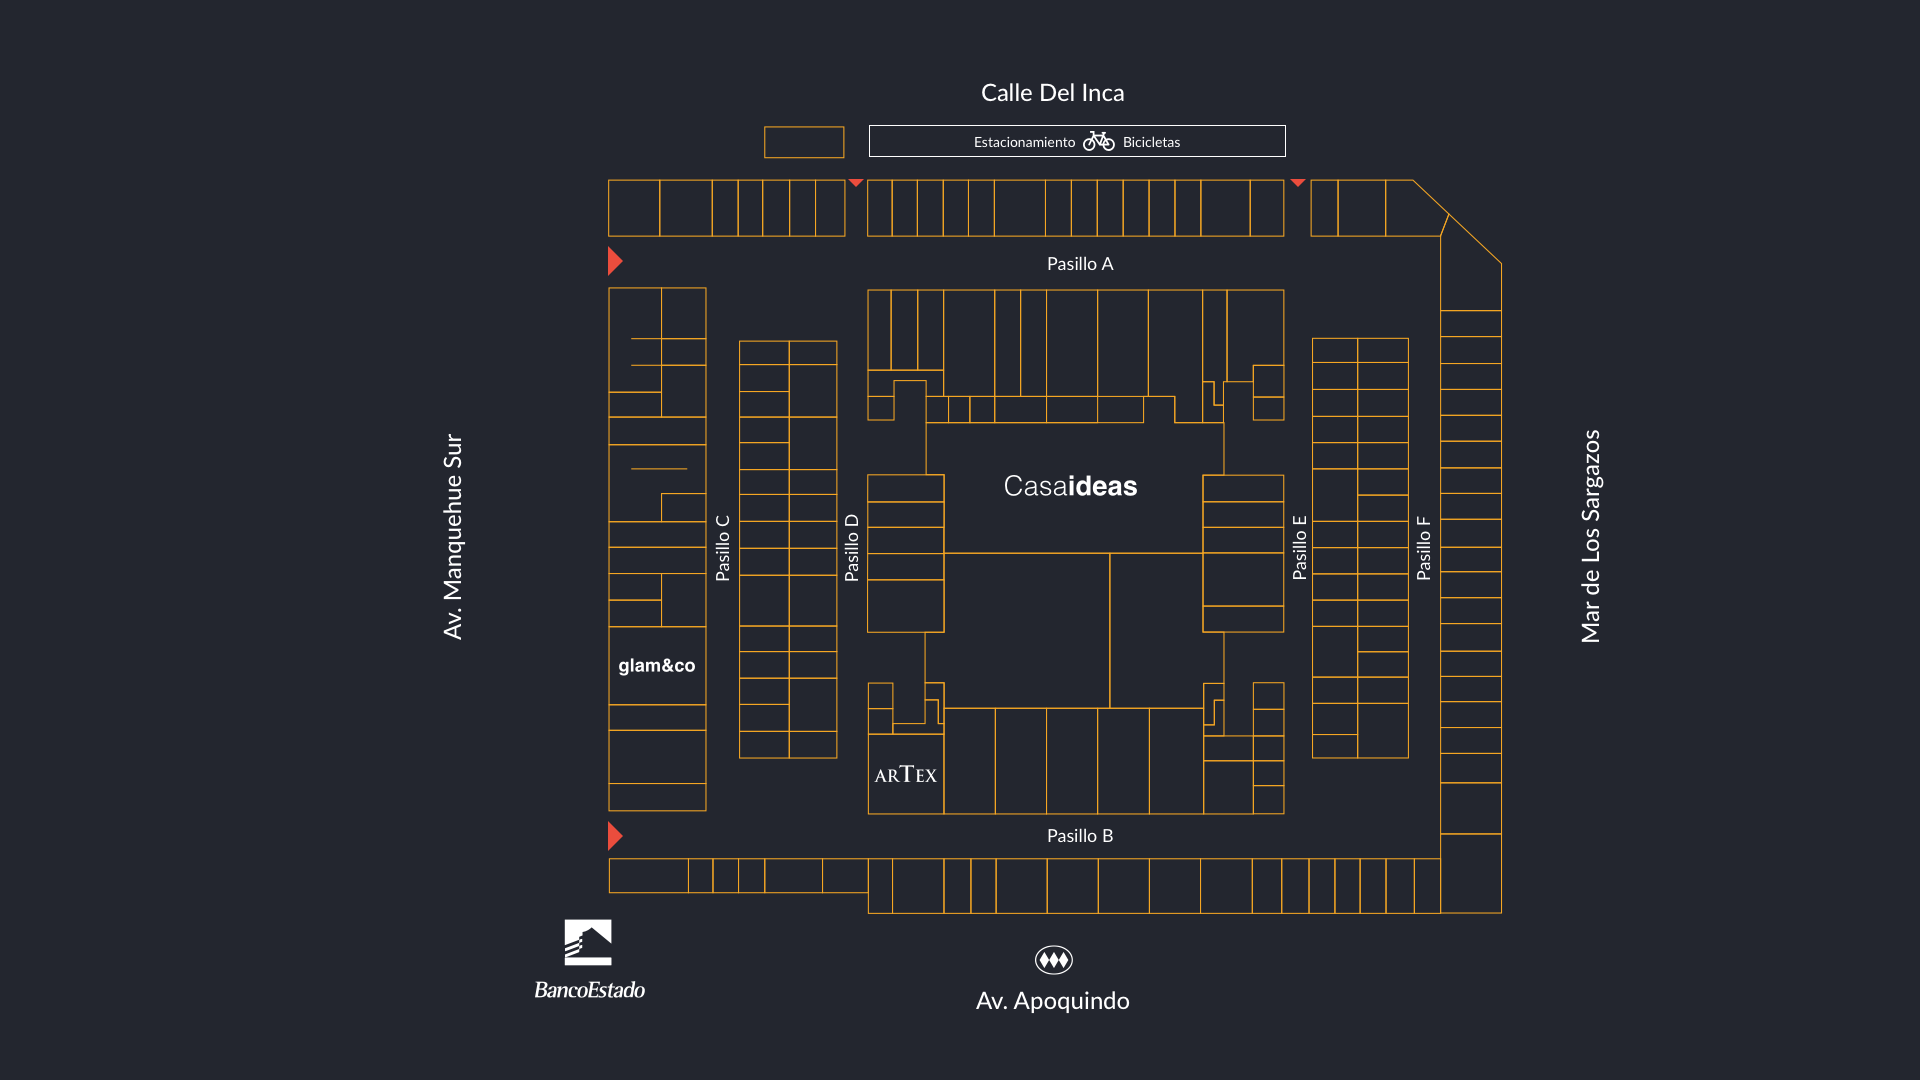 Calle Del Inca
Estacionamiento Bicicletas
Pasillo A
Av. Manquehue Sur
Pasillo C
Pasillo D
Casaideas
Pasillo E
Pasillo F
Mar de Los Sargazos
glam&co
ARTEX
Pasillo B
BancoEstado
Av. Apoquindo